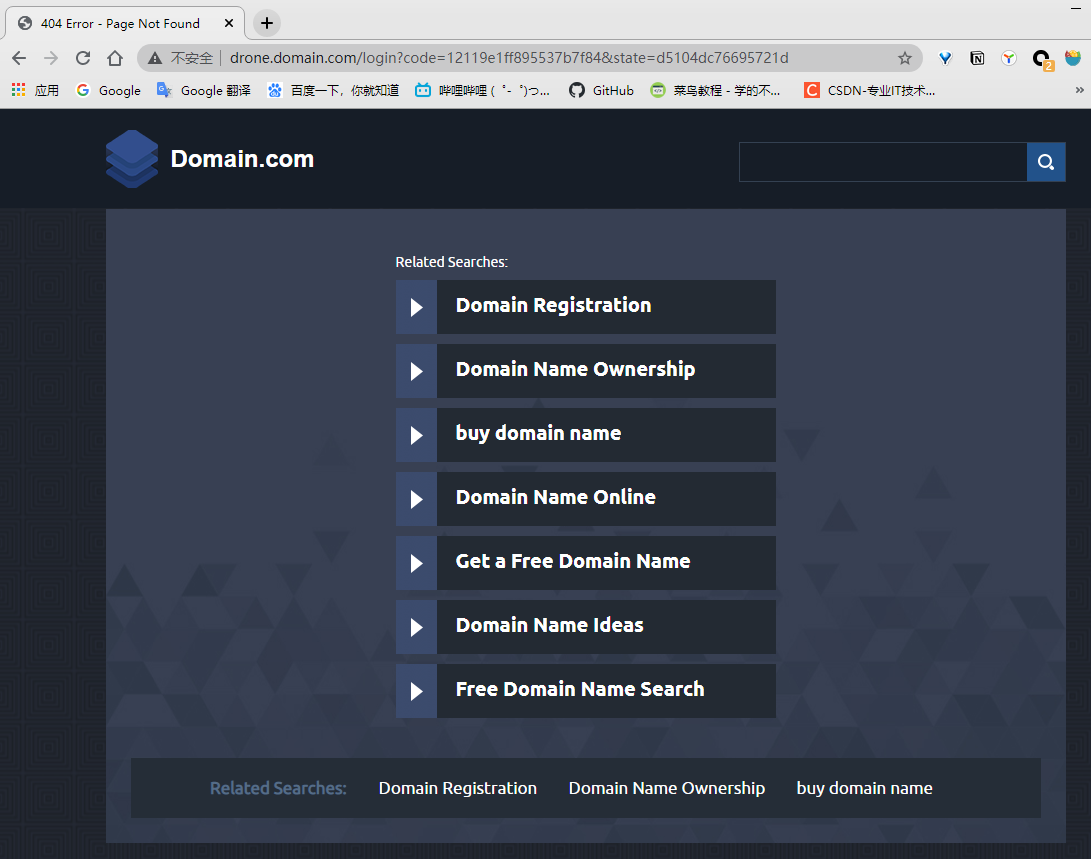 404 Error - Page Not Found
不安全 drone.domain.com/login?code=12119e1ff895537b7f84&state=d5104dc76695721d
2
应用 Google Google 翻译 百度一下，你就知道 哔哩哔哩 ( ゜- ゜)つ... GitHub 菜鸟教程 - 学的不... C CSDN-专业IT技术... »
Domain.com
Related Searches:
Domain Registration
Domain Name Ownership
buy domain name
Domain Name Online
Get a Free Domain Name
Domain Name Ideas
Free Domain Name Search
Related Searches: Domain Registration Domain Name Ownership buy domain name